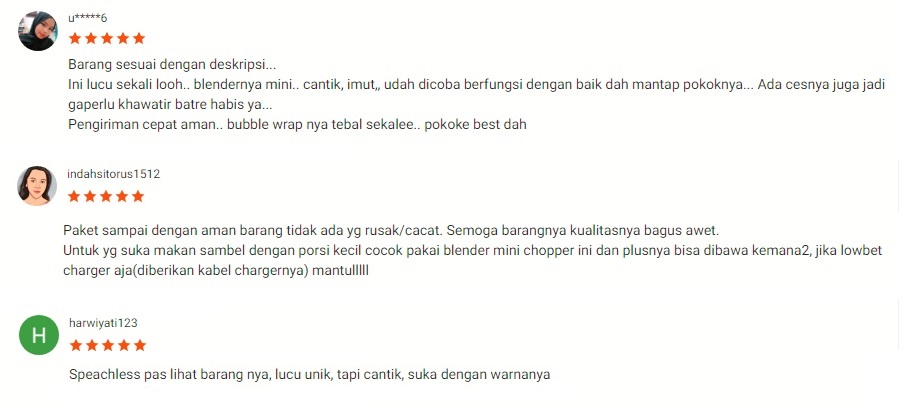 u*****6
Barang sesuai dengan deskripsi...
Ini lucu sekali looh.. blendernya mini.. cantik, imut,, udah dicoba berfungsi dengan baik dah mantap pokoknya... Ada cesnya juga jadi
gaperlu khawatir batre habis ya...
Pengiriman cepat aman.. bubble wrap nya tebal sekalee.. pokoke best dah
indahsitorus1512
Paket sampai dengan aman barang tidak ada yg rusak/cacat. Semoga barangnya kualitasnya bagus awet.
Untuk yg suka makan sambel dengan porsi kecil cocok pakai blender mini chopper ini dan plusnya bisa dibawa kemana2, jika lowbet
charger aja(diberikan kabel chargernya) mantulllll
H
harwiyati123
Speachless pas lihat barang nya, lucu unik, tapi cantik, suka dengan warnanya